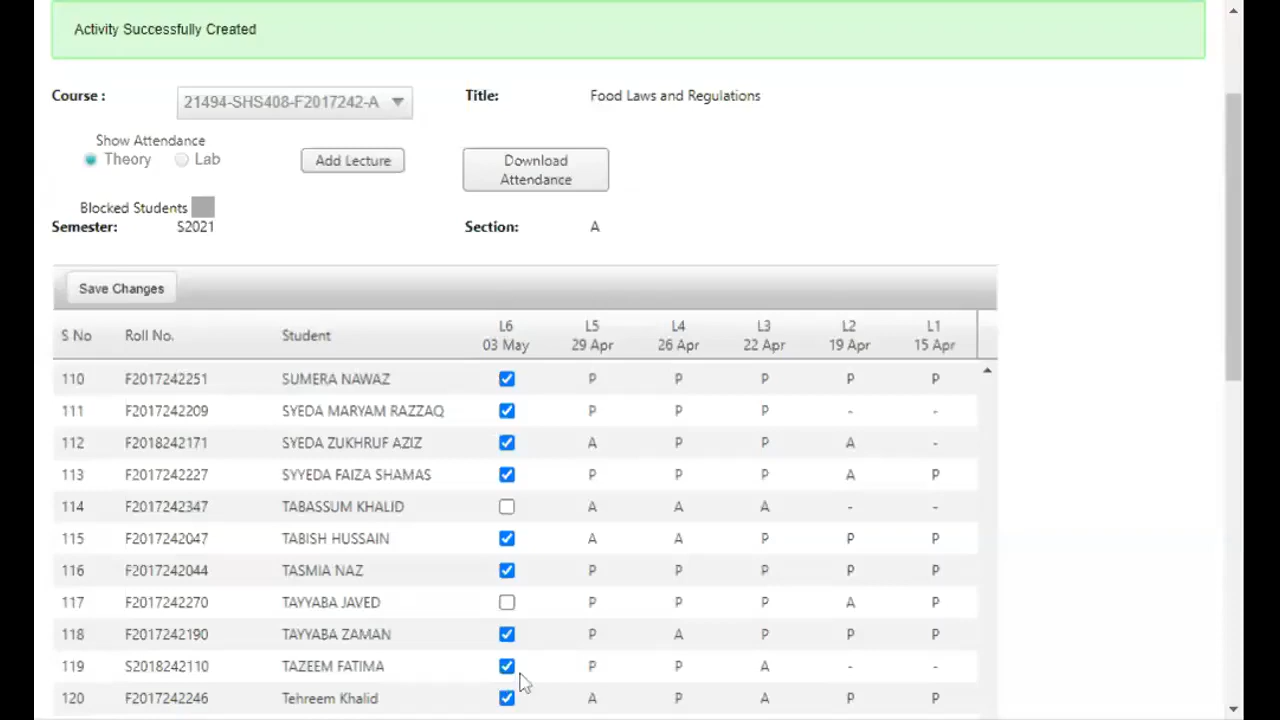 Activity Successfully Created
Course : 21494-SHS408-F2017242-A Title: Food Laws and Regulations
Show Attendance
Theory Lab Add Lecture Download Attendance
Blocked Students
Semester: S2021 Section: A
Save Changes
S No Roll No. Student L6 03 May L5 29 Apr L4 26 Apr L3 22 Apr L2 19 Apr L1 15 Apr
110 F2017242251 SUMERA NAWAZ P P P P P
111 F2017242209 SYEDA MARYAM RAZZAQ P P P - -
112 F2018242171 SYEDA ZUKHRUF AZIZ A P P A -
113 F2017242227 SYYEDA FAIZA SHAMAS P P P A P
114 F2017242347 TABASSUM KHALID A A A - -
115 F2017242047 TABISH HUSSAIN A A P P P
116 F2017242044 TASMIA NAZ P P P P P
117 F2017242270 TAYYABA JAVED P P P A P
118 F2017242190 TAYYABA ZAMAN P A P P P
119 S2018242110 TAZEEM FATIMA P P A - -
120 F2017242246 Tehreem Khalid A P A P P